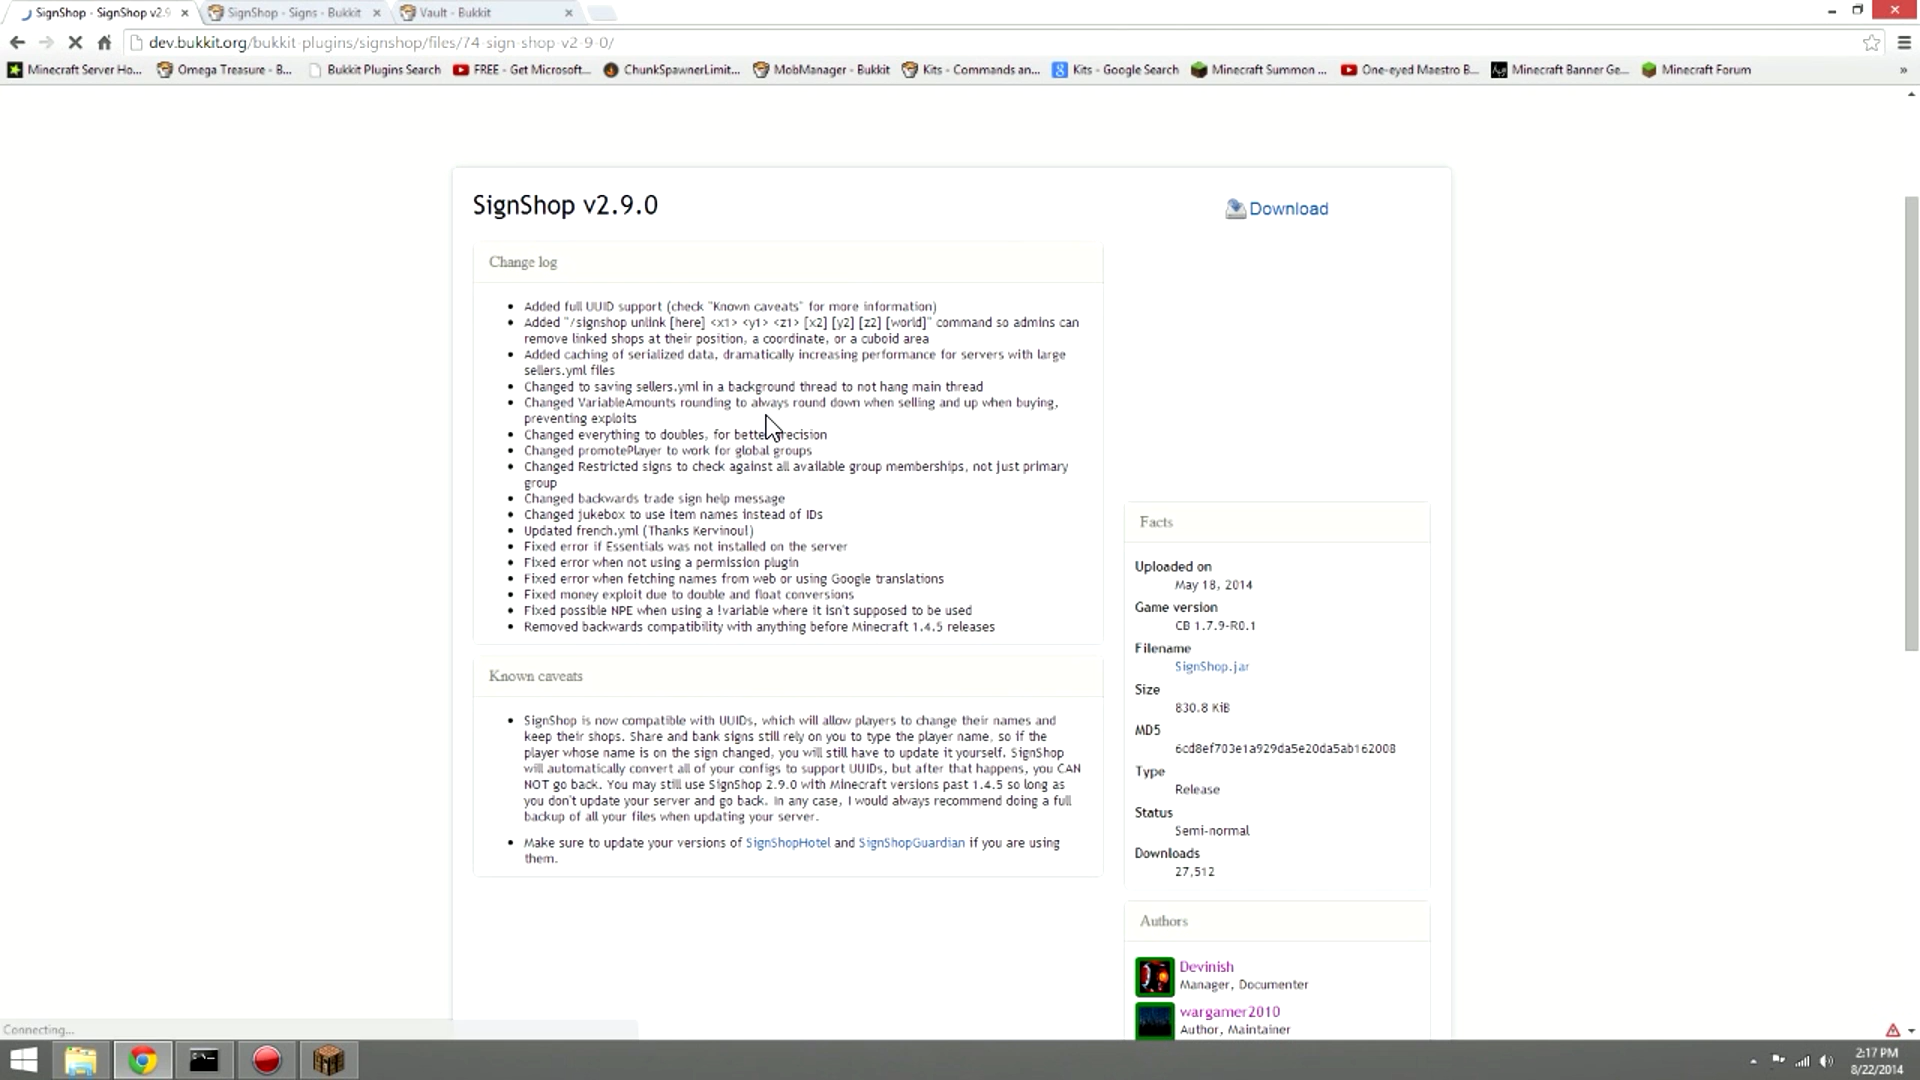 SignShop - SignShop v2.9
SignShop - Signs - Bukkit
Vault - Bukkit
dev.bukkit.org/bukkit-plugins/signshop/files/74-sign-shop-v2-9-0/
Minecraft Server Ho...
Omega Treasure - B...
Bukkit Plugins Search
FREE - Get Microsoft...
ChunkSpawnerLimit...
MobManager - Bukkit
Kits - Commands an...
Kits - Google Search
Minecraft Summon ...
One-eyed Maestro B...
Minecraft Banner Ge...
Minecraft Forum
»
SignShop v2.9.0
Download
Change log
• Added full UUID support (check "Known caveats" for more information)
• Added "/signshop unlink [here] <x1> <y1> <z1> [x2] [y2] [z2] [world]" command so admins can
remove linked shops at their position, a coordinate, or a cuboid area
• Added caching of serialized data, dramatically increasing performance for servers with large
sellers.yml files
• Changed to saving sellers.yml in a background thread to not hang main thread
• Changed VariableAmounts rounding to always round down when selling and up when buying,
preventing exploits
• Changed everything to doubles, for better precision
• Changed promotePlayer to work for global groups
• Changed Restricted signs to check against all available group memberships, not just primary
group
• Changed backwards trade sign help message
• Changed jukebox to use item names instead of IDs
• Updated french.yml (Thanks Kervinou!)
• Fixed error if Essentials was not installed on the server
• Fixed error when not using a permission plugin
• Fixed error when fetching names from web or using Google translations
• Fixed money exploit due to double and float conversions
• Fixed possible NPE when using a !variable where it isn't supposed to be used
• Removed backwards compatibility with anything before Minecraft 1.4.5 releases
Known caveats
• SignShop is now compatible with UUIDs, which will allow players to change their names and
keep their shops. Share and bank signs still rely on you to type the player name, so if the
player whose name is on the sign changed, you will still have to update it yourself. SignShop
will automatically convert all of your configs to support UUIDs, but after that happens, you CAN
NOT go back. You may still use SignShop 2.9.0 with Minecraft versions past 1.4.5 so long as
you don't update your server and go back. In any case, I would always recommend doing a full
backup of all your files when updating your server.
• Make sure to update your versions of SignShopHotel and SignShopGuardian if you are using
them.
Facts
Uploaded on
May 18, 2014
Game version
CB 1.7.9-R0.1
Filename
SignShop.jar
Size
830.8 KiB
MD5
6cd8ef703e1a929da5e20da5ab162008
Type
Release
Status
Semi-normal
Downloads
27,512
Authors
Devinish
Manager, Documenter
wargamer2010
Author, Maintainer
Connecting...
2:17 PM
8/22/2014